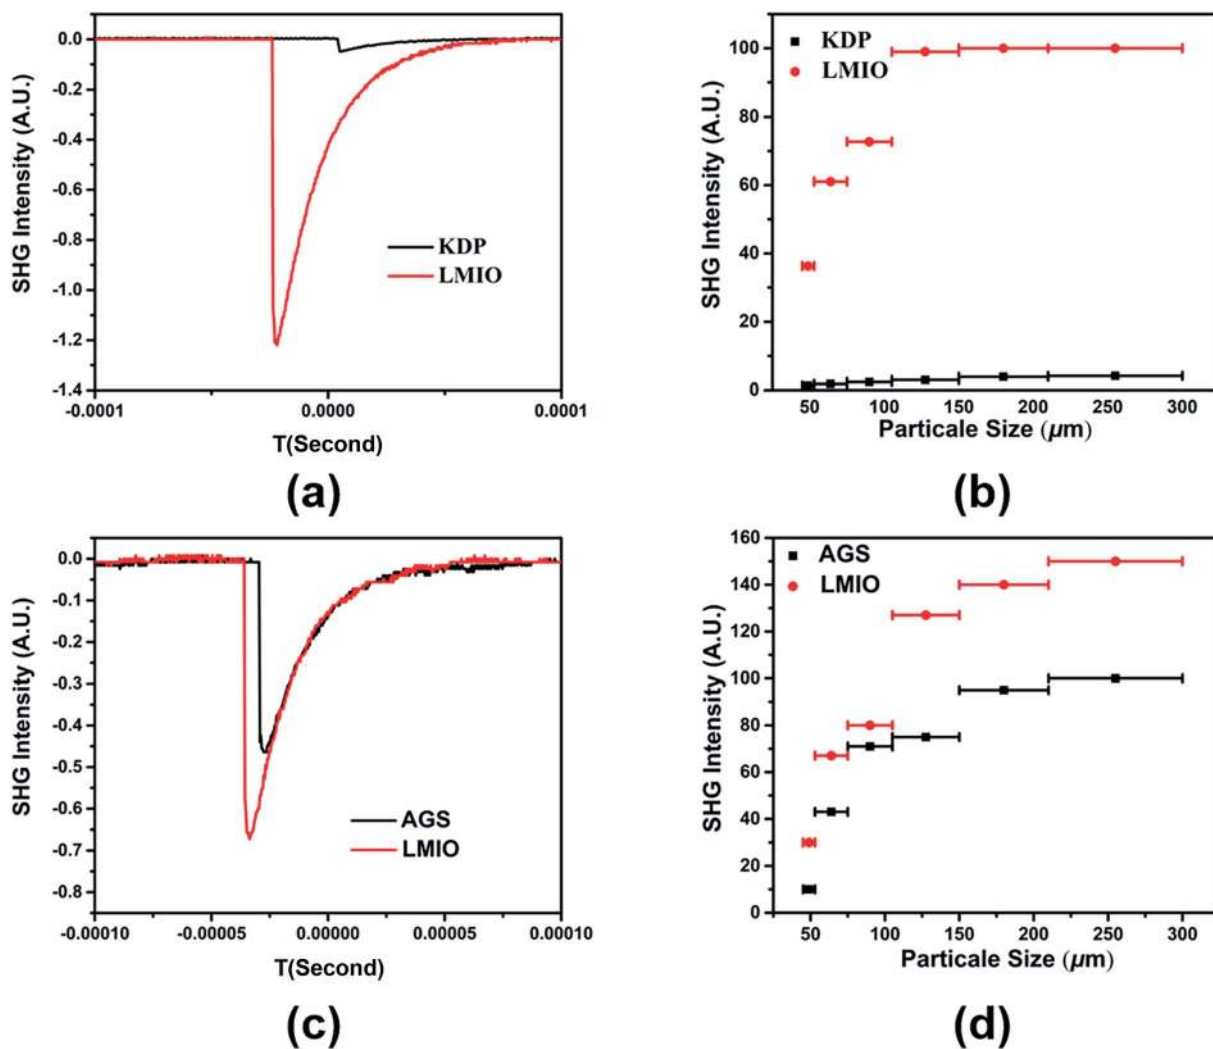 0.0
-0.2
-0.4
-0.6
-0.8
-1.0
-1.2
-1.4
SHG Intensity (A.U.)
KDP
LMIO
-0.0001 0.0000 0.0001
T(Second)
(a)
100
80
60
40
20
0
SHG Intensity (A.U.)
KDP
LMIO
50 100 150 200 250 300
Particale Size (μm)
(b)
0.0
-0.1
-0.2
-0.3
-0.4
-0.5
-0.6
-0.7
-0.8
SHG Intensity (A.U.)
AGS
LMIO
-0.00010 -0.00005 0.00000 0.00005 0.00010
T(Second)
(c)
160
140
120
100
80
60
40
20
0
SHG Intensity (A.U.)
AGS
LMIO
50 100 150 200 250 300
Particale Size (μm)
(d)